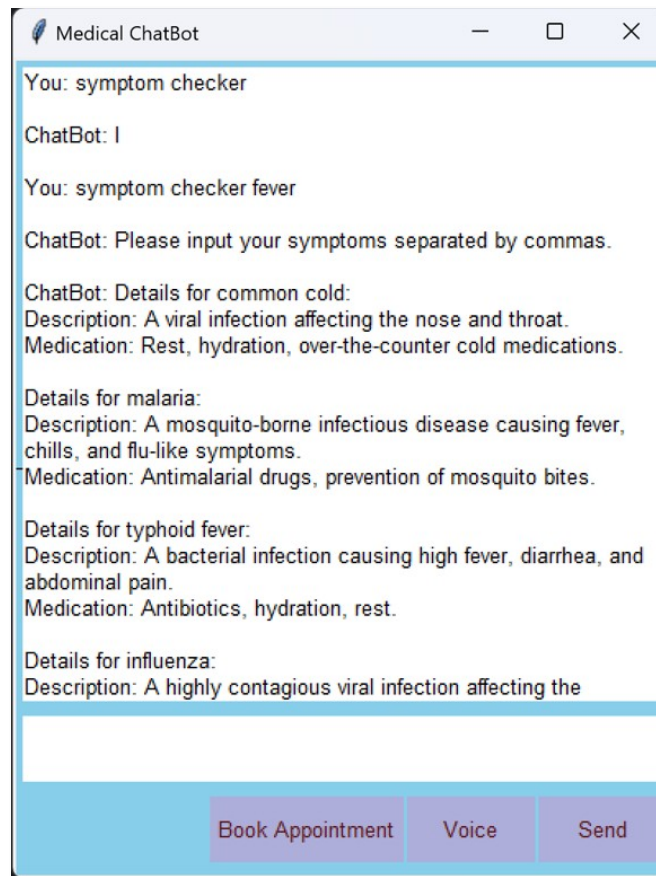 Medical ChatBot
You: symptom checker
ChatBot: I
You: symptom checker fever
ChatBot: Please input your symptoms separated by commas.
ChatBot: Details for common cold:
Description: A viral infection affecting the nose and throat.
Medication: Rest, hydration, over-the-counter cold medications.
Details for malaria:
Description: A mosquito-borne infectious disease causing fever,
chills, and flu-like symptoms.
Medication: Antimalarial drugs, prevention of mosquito bites.
Details for typhoid fever:
Description: A bacterial infection causing high fever, diarrhea, and
abdominal pain.
Medication: Antibiotics, hydration, rest.
Details for influenza:
Description: A highly contagious viral infection affecting the
Book Appointment Voice Send